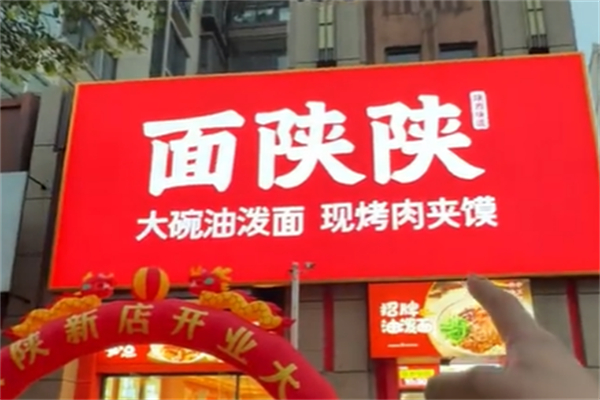 面陕陕
陕西味道
大碗油泼面 现烤肉夹馍
招牌
油泼面
陕新店开业大